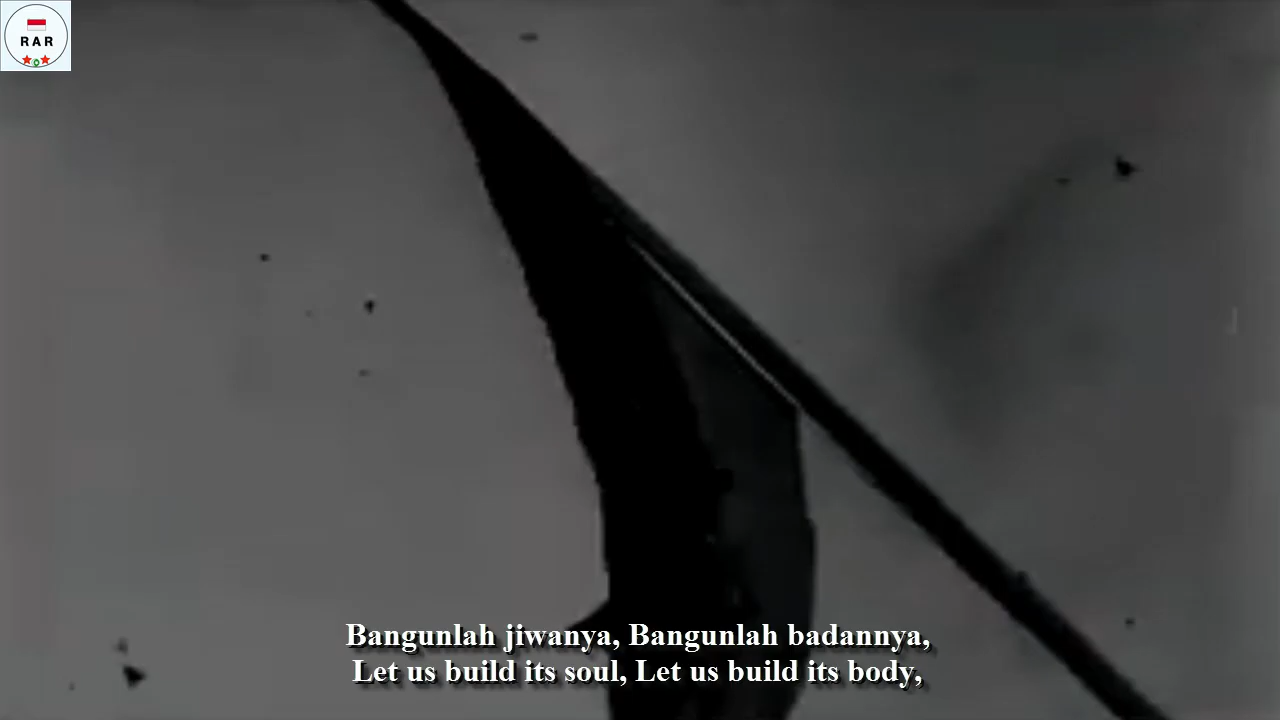 RAR
Bangunlah jiwanya, Bangunlah badannya,
Let us build its soul, Let us build its body,